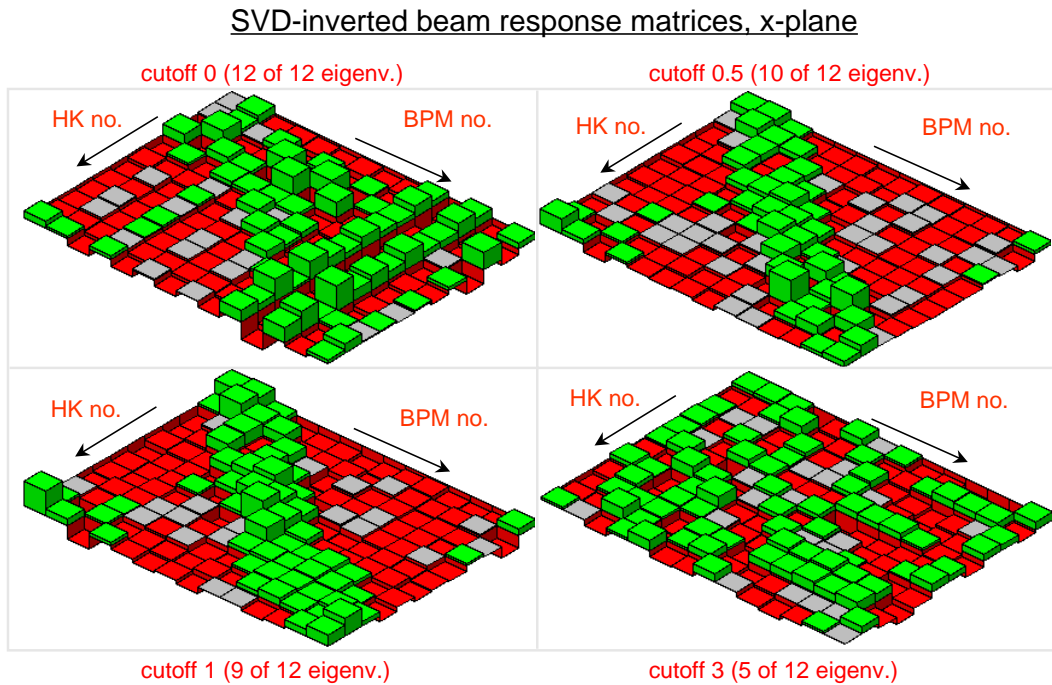 SVD-inverted beam response matrices, x-plane
cutoff 0 (12 of 12 eigenv.)
cutoff 0.5 (10 of 12 eigenv.)
HK no.
BPM no.
HK no.
BPM no.
HK no.
BPM no.
HK no.
BPM no.
cutoff 1 (9 of 12 eigenv.)
cutoff 3 (5 of 12 eigenv.)